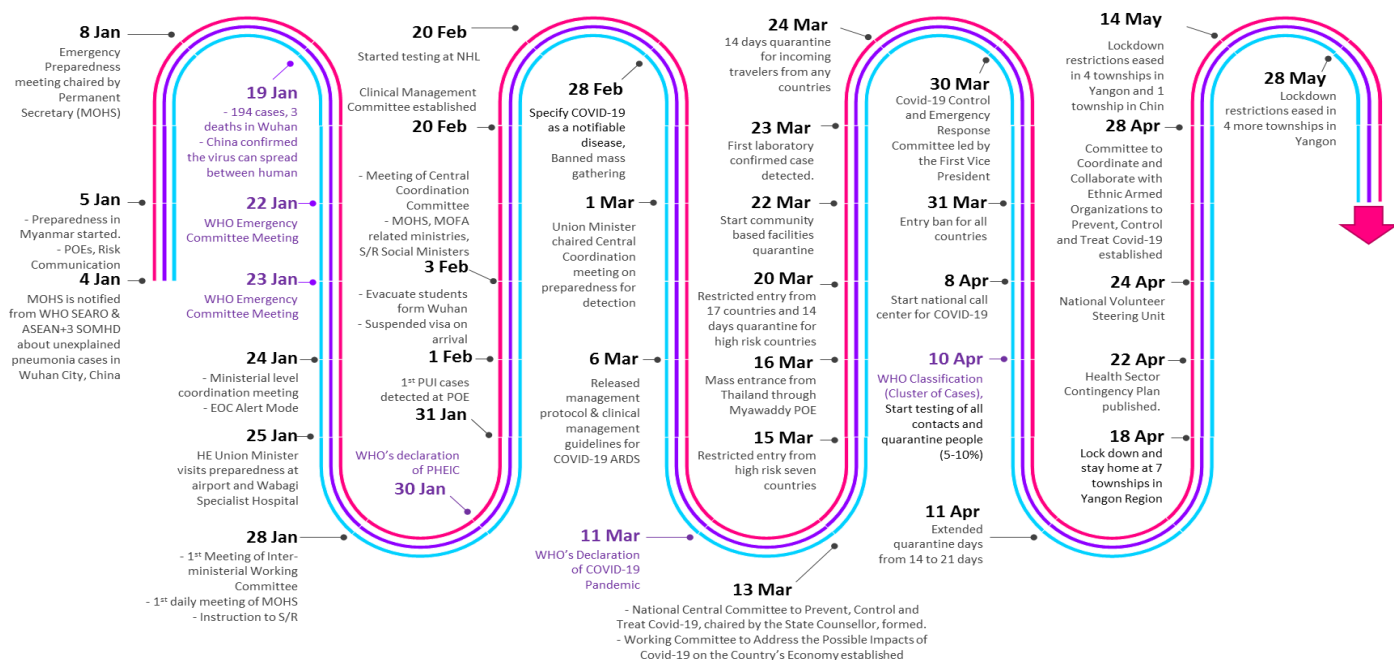 8 Jan
Emergency
Preparedness
meeting chaired by
Permanent
Secretary (MOHS)
5 Jan
- Preparedness in
Myanmar started.
- POEs, Risk
Communication
4 Jan
MOHS is notified
from WHO SEARO &
ASEAN+3 SOMHD
about unexplained
pneumonia cases in
Wuhan City, China
19 Jan
- 194 cases, 3
deaths in Wuhan
- China confirmed
the virus can spread
between human
22 Jan
WHO Emergency
Committee Meeting
23 Jan
WHO Emergency
Committee Meeting
24 Jan
- Ministerial level
coordination meeting
- EOC Alert Mode
25 Jan
HE Union Minister
visits preparedness at
airport and Wabagi
Specialist Hospital
28 Jan
- 1st Meeting of Inter-
ministerial Working
Committee
- 1st daily meeting of MOHS
- Instruction to S/R
20 Feb
Started testing at NHL
Clinical Management
Committee established
20 Feb
- Meeting of Central
Coordination
Committee
- MOHS, MOFA
related ministries,
S/R Social Ministers
3 Feb
- Evacuate students
form Wuhan
- Suspended visa on
arrival
1 Feb
1st PUI cases
detected at POE
31 Jan
WHO's declaration
of PHEIC
30 Jan
28 Feb
Specify COVID-19
as a notifiable
disease,
Banned mass
gathering
1 Mar
Union Minister
chaired Central
Coordination
meeting on
preparedness for
detection
6 Mar
Released
management
protocol & clinical
management
guidelines for
COVID-19 ARDS
11 Mar
WHO's Declaration
of COVID-19
Pandemic
13 Mar
- National Central Committee to Prevent, Control and
Treat Covid-19, chaired by the State Counsellor, formed.
- Working Committee to Address the Possible Impacts of
Covid-19 on the Country's Economy established
24 Mar
14 days quarantine
for incoming
travelers from any
countries
23 Mar
First laboratory
confirmed case
detected.
22 Mar
Start community
based facilities
quarantine
20 Mar
Restricted entry from
17 countries and 14
days quarantine for
high risk countries
16 Mar
Mass entrance from
Thailand through
Myawaddy POE
15 Mar
Restricted entry from
high risk seven
countries
30 Mar
Covid-19 Control
and Emergency
Response
Committee led by
the First Vice
President
31 Mar
Entry ban for all
countries
8 Apr
Start national call
center for COVID-19
10 Apr
WHO Classification
(Cluster of Cases),
Start testing of all
contacts and
quarantine people
(5-10%)
11 Apr
Extended
quarantine days
from 14 to 21 days
14 May
Lockdown
restrictions eased
in 4 townships in
Yangon and 1
township in Chin
28 Apr
Committee to
Coordinate and
Collaborate with
Ethnic Armed
Organizations to
Prevent, Control
and Treat Covid-19
established
24 Apr
National Volunteer
Steering Unit
22 Apr
Health Sector
Contingency Plan
published.
18 Apr
Lock down and
stay home at 7
townships in
Yangon Region
28 May
Lockdown
restrictions eased in
4 more townships in
Yangon